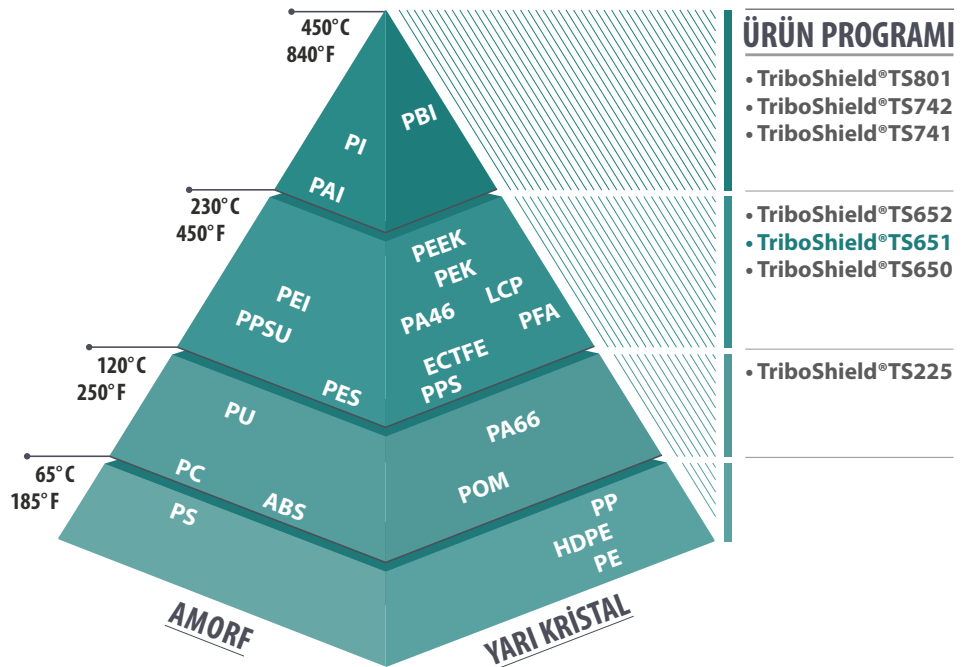 450°C
840°F
ÜRÜN PROGRAMI
• TriboShield®TS801
• TriboShield®TS742
• TriboShield®TS741
PBI
PI
PAI
230°C
450°F
• TriboShield®TS652
• TriboShield®TS651
• TriboShield®TS650
PEEK
PEK
LCP
PA46
PFA
ECTFE
PPS
PEI
PPSU
PES
120°C
250°F
• TriboShield®TS225
PU
PC
ABS
PA66
POM
65°C
185°F
PS
PP
HDPE
PE
AMORF
YARI KRİSTAL